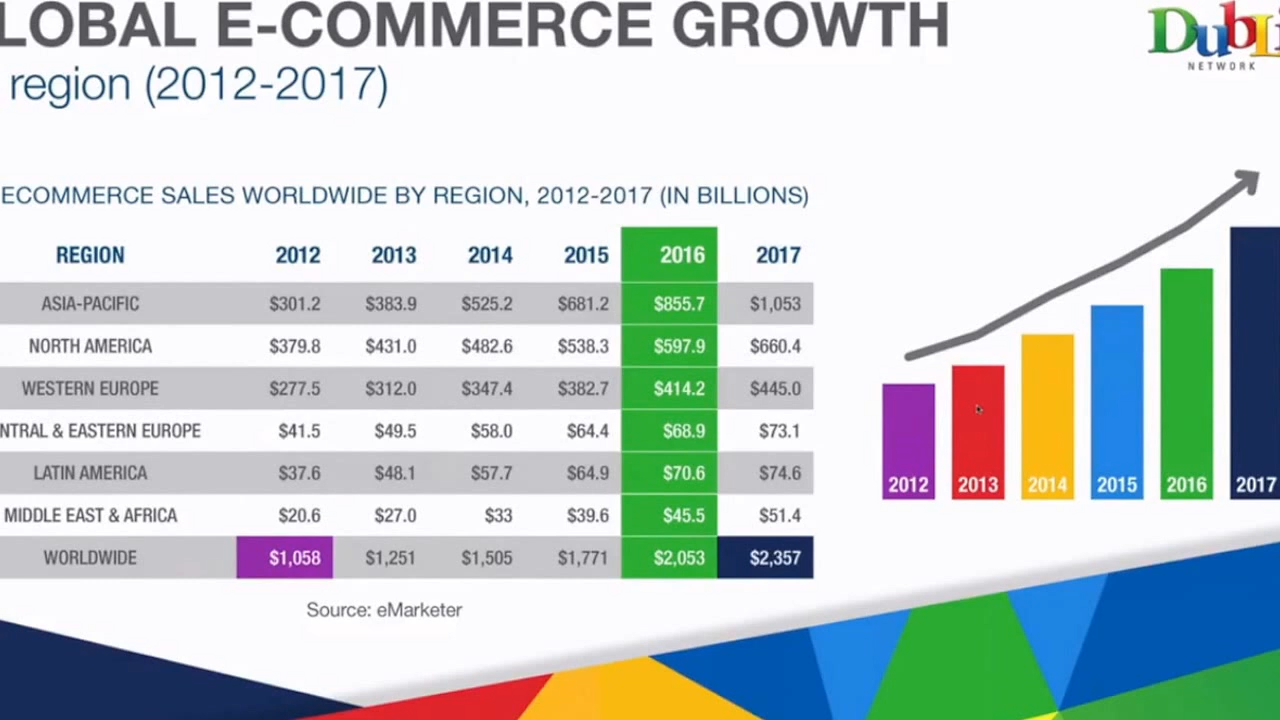 LOBAL E-COMMERCE GROWTH
region (2012-2017)
DubLi
NETWORK
ECOMMERCE SALES WORLDWIDE BY REGION, 2012-2017 (IN BILLIONS)
REGION 2012 2013 2014 2015 2016 2017
ASIA-PACIFIC $301.2 $383.9 $525.2 $681.2 $855.7 $1,053
NORTH AMERICA $379.8 $431.0 $482.6 $538.3 $597.9 $660.4
WESTERN EUROPE $277.5 $312.0 $347.4 $382.7 $414.2 $445.0
NTRAL & EASTERN EUROPE $41.5 $49.5 $58.0 $64.4 $68.9 $73.1
LATIN AMERICA $37.6 $48.1 $57.7 $64.9 $70.6 $74.6
MIDDLE EAST & AFRICA $20.6 $27.0 $33 $39.6 $45.5 $51.4
WORLDWIDE $1,058 $1,251 $1,505 $1,771 $2,053 $2,357
Source: eMarketer
2012 2013 2014 2015 2016 2017